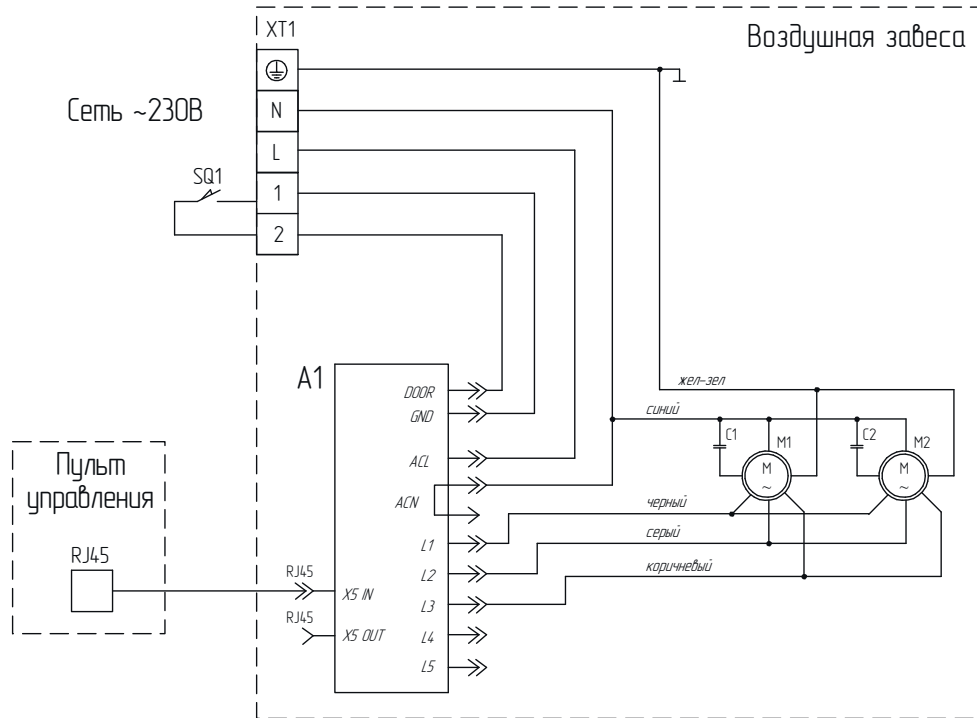 XT1
Воздушная завеса
Сеть ~230В
N
L
SQ1
1
2
A1
DOOR
GND
ACL
ACN
L1
L2
L3
L4
L5
X5 IN
X5 OUT
RJ45
RJ45
Пульт
управления
RJ45
жел-зел
синий
C1
M1
C2
M2
M
~
M
~
черный
серый
коричневый